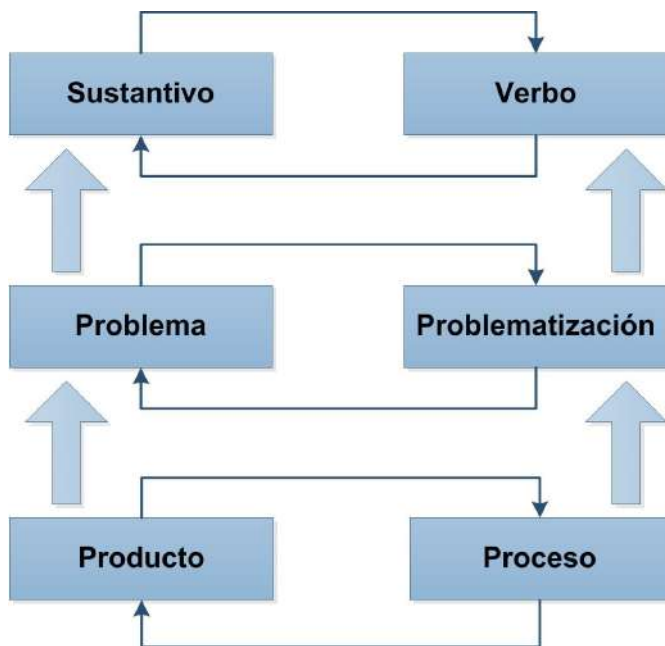 Sustantivo
Verbo
Problema
Problematización
Producto
Proceso